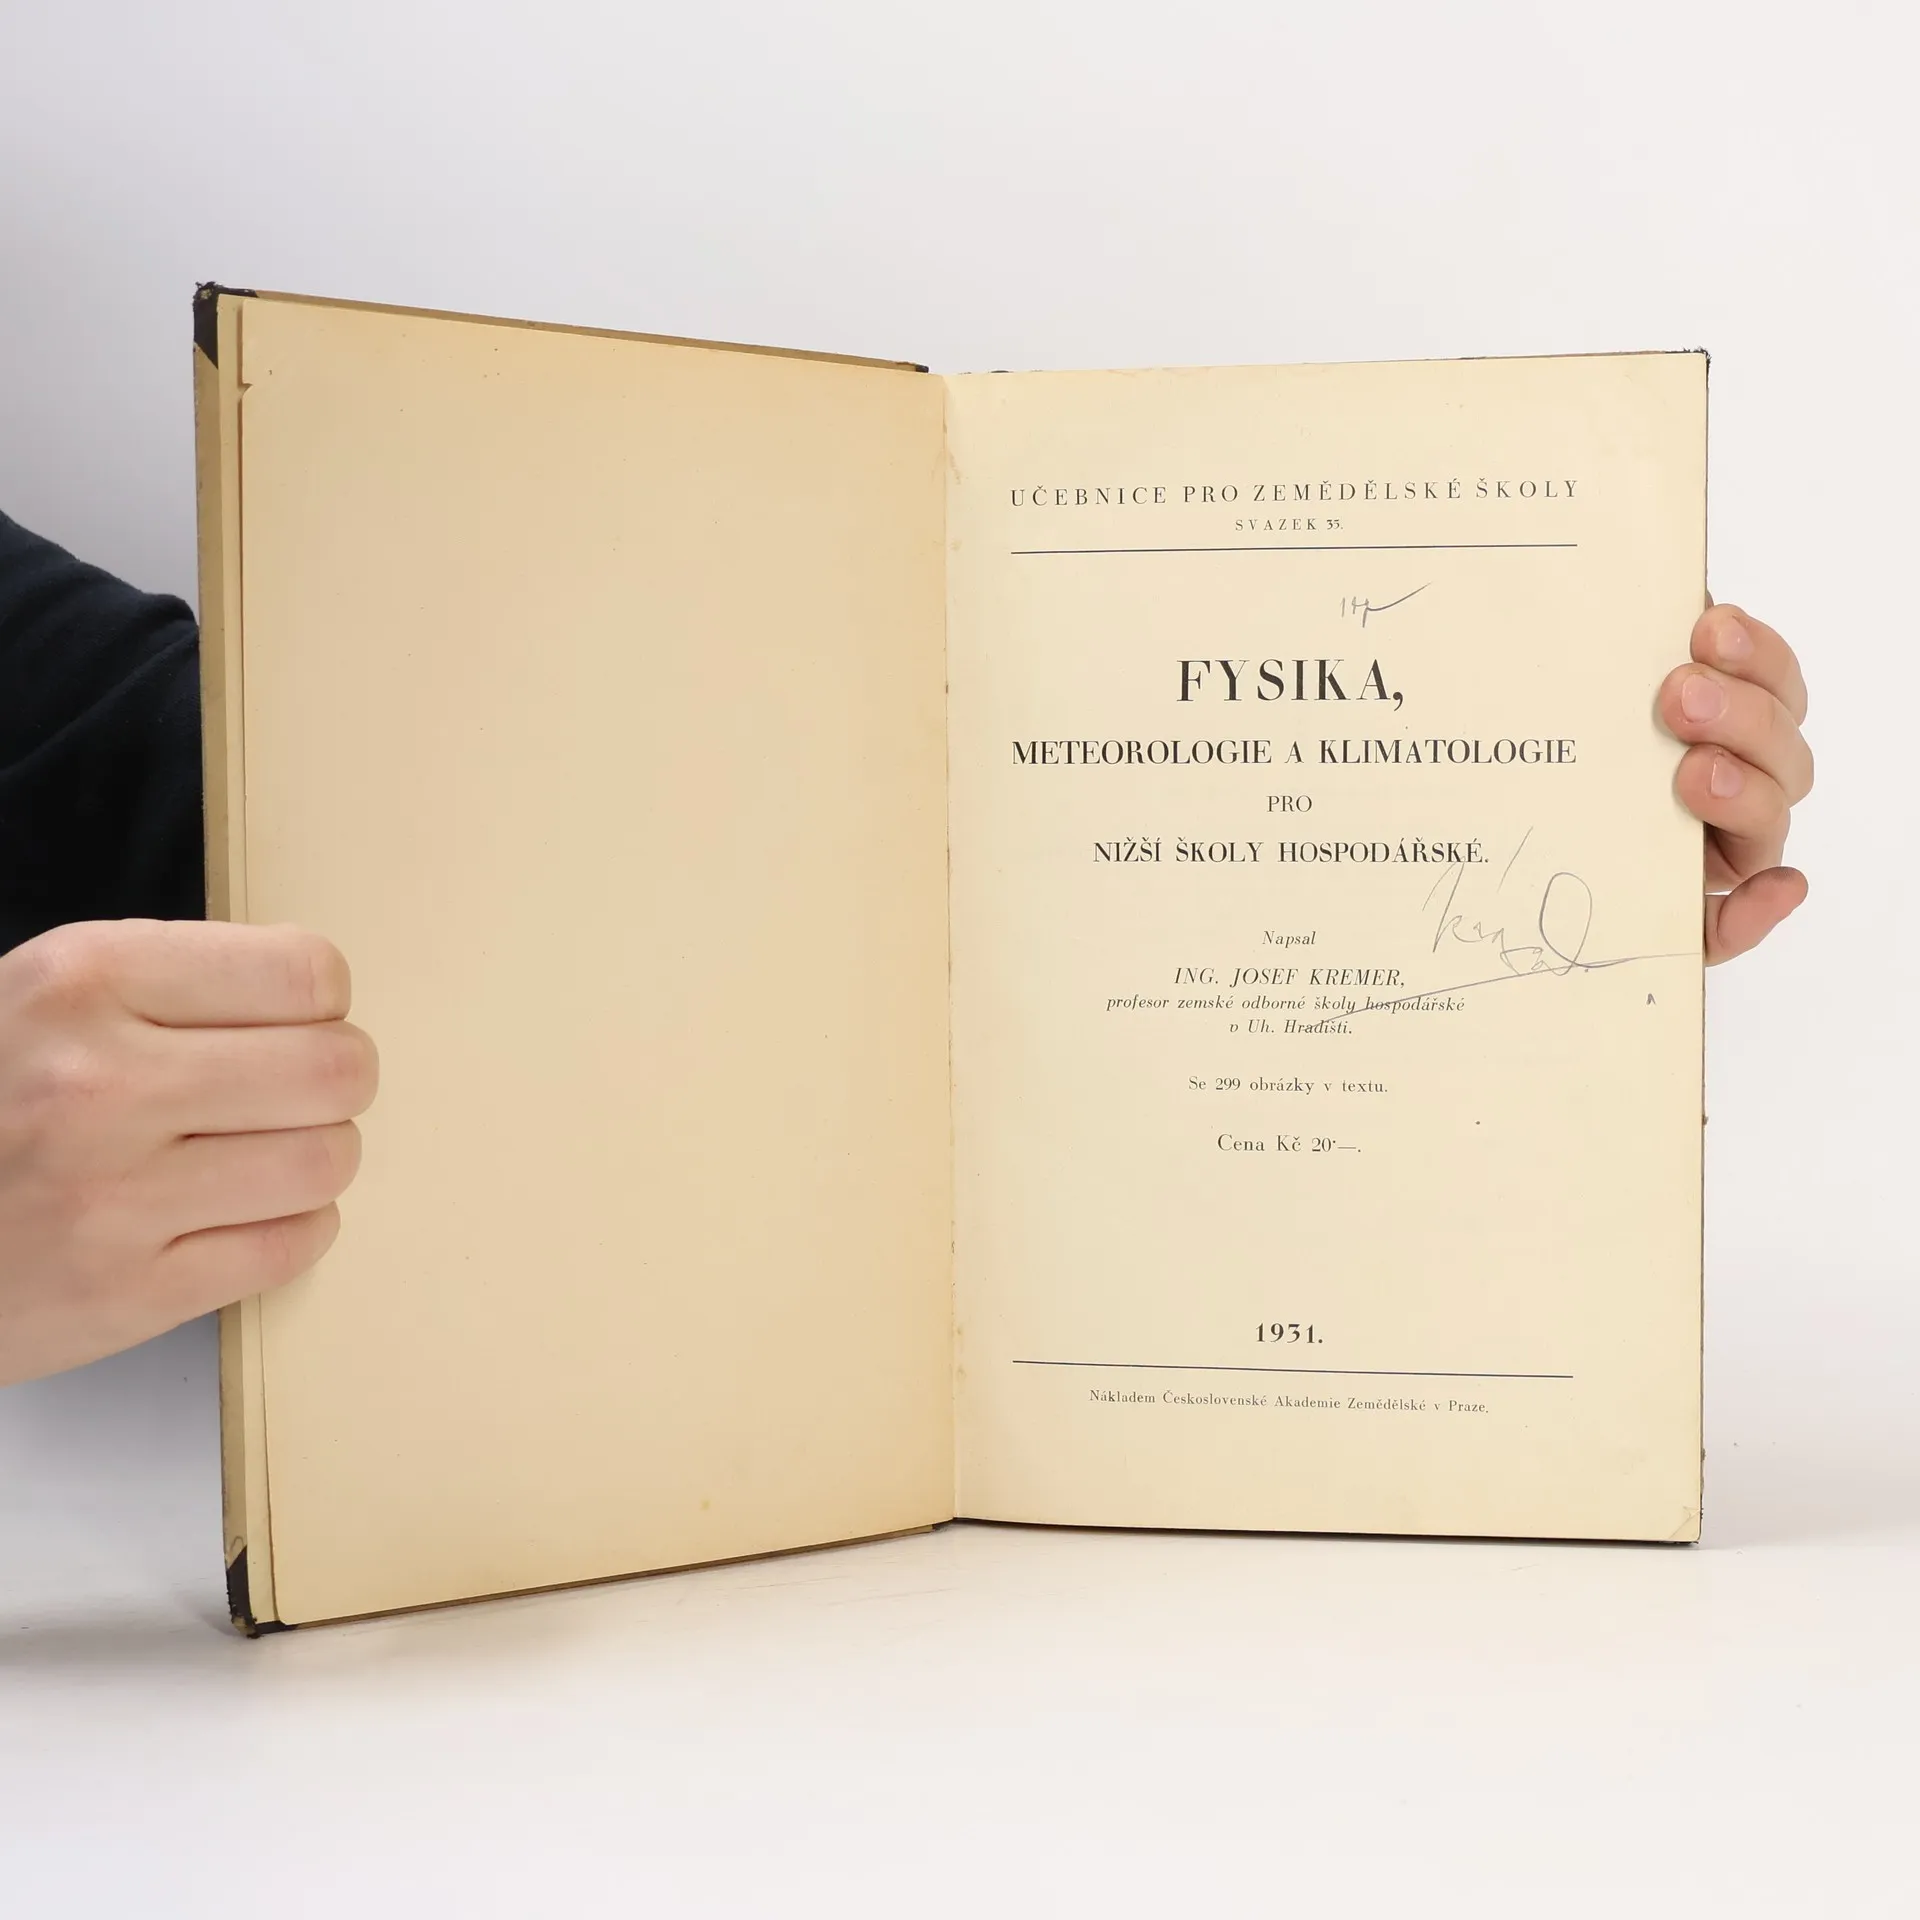 UČEBNICE PRO ZEMĚDĚLSKÉ ŠKOLY
SVAZEK 35.
FYSIKA,
METEOROLOGIE A KLIMATOLOGIE
PRO
NIŽŠÍ ŠKOLY HOSPODÁŘSKÉ.
Napsal
ING. JOSEF KREMER,
profesor zemské odborné školy hospodářské
v Uh. Hradišti.
Se 299 obrázky v textu.
Cena Kč 20·—.
1931.
Nákladem Československé Akademie Zemědělské v Praze.